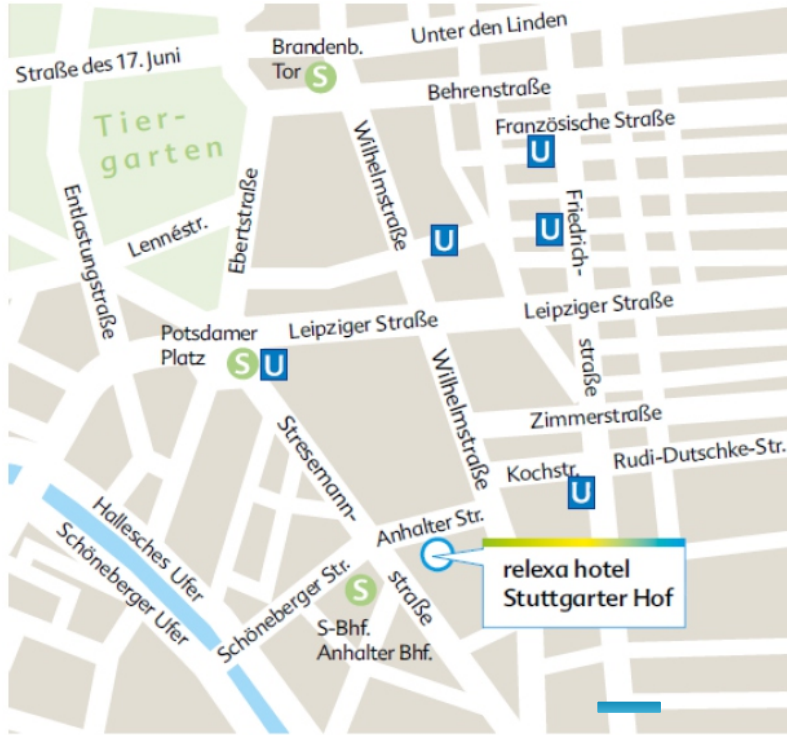 Unter den Linden
Brandenb.
Tor S
Straße des 17. Juni
Behrenstraße
Tier-
garten
Französische Straße
U
Wilhelmstraße
Entlastungstraße
Ebertstraße
Lennéstr.
Friedrich-
straße
U
U
Leipziger Straße
Leipziger Straße
Potsdamer
Platz
S U
Wilhelmstraße
Zimmerstraße
Stresemann-
straße
Kochstr.
Rudi-Dutschke-Str.
U
Anhalter Str.
Hallesches Ufer
Schöneberger Ufer
Schöneberger Str.
S
S-Bhf.
Anhalter Bhf.
relexa hotel
Stuttgarter Hof